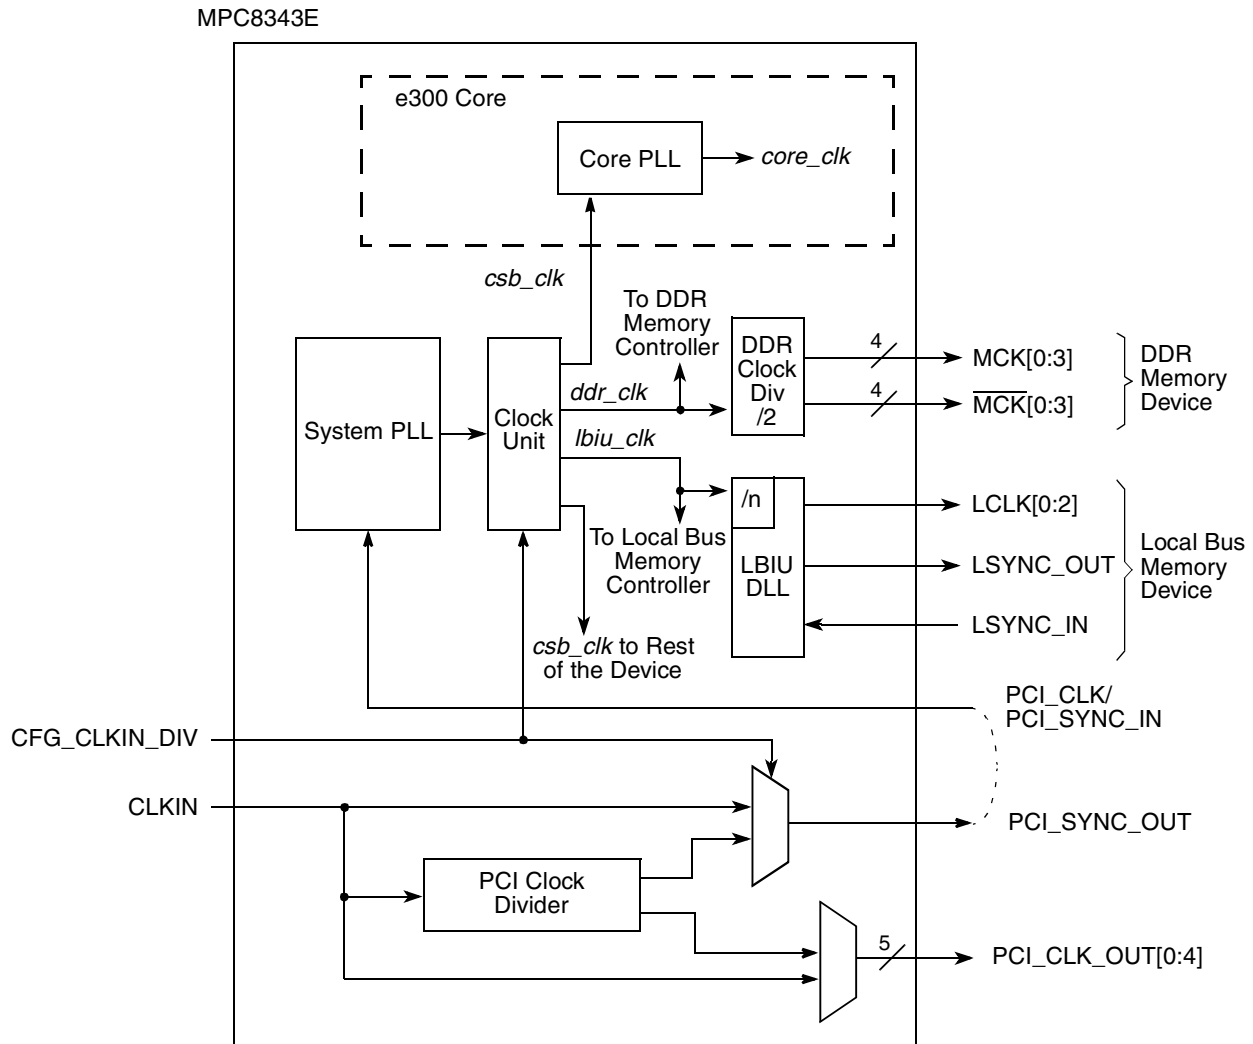 MPC8343E
e300 Core
Core PLL
core_clk
csb_clk
To DDR
Memory
Controller
DDR
Clock
Div
/2
4
MCK[0:3]
4
M̅C̅K̅[0:3]
DDR
Memory
Device
System PLL
Clock
Unit
ddr_clk
lbiu_clk
/n
LBIU
DLL
To Local Bus
Memory
Controller
LCLK[0:2]
LSYNC_OUT
LSYNC_IN
Local Bus
Memory
Device
csb_clk to Rest
of the Device
PCI_CLK/
PCI_SYNC_IN
CFG_CLKIN_DIV
CLKIN
PCI_SYNC_OUT
PCI Clock
Divider
5
PCI_CLK_OUT[0:4]